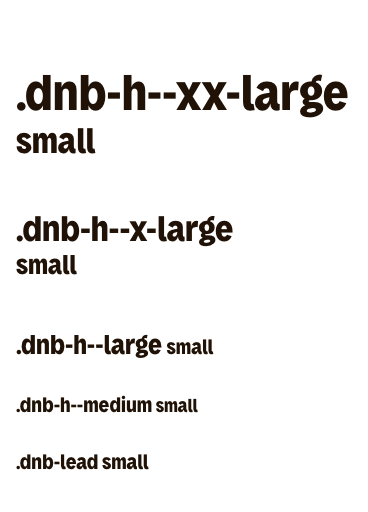 .dnb-h--xx-large
small
.dnb-h--x-large
small
.dnb-h--large small
.dnb-h--medium small
.dnb-lead small